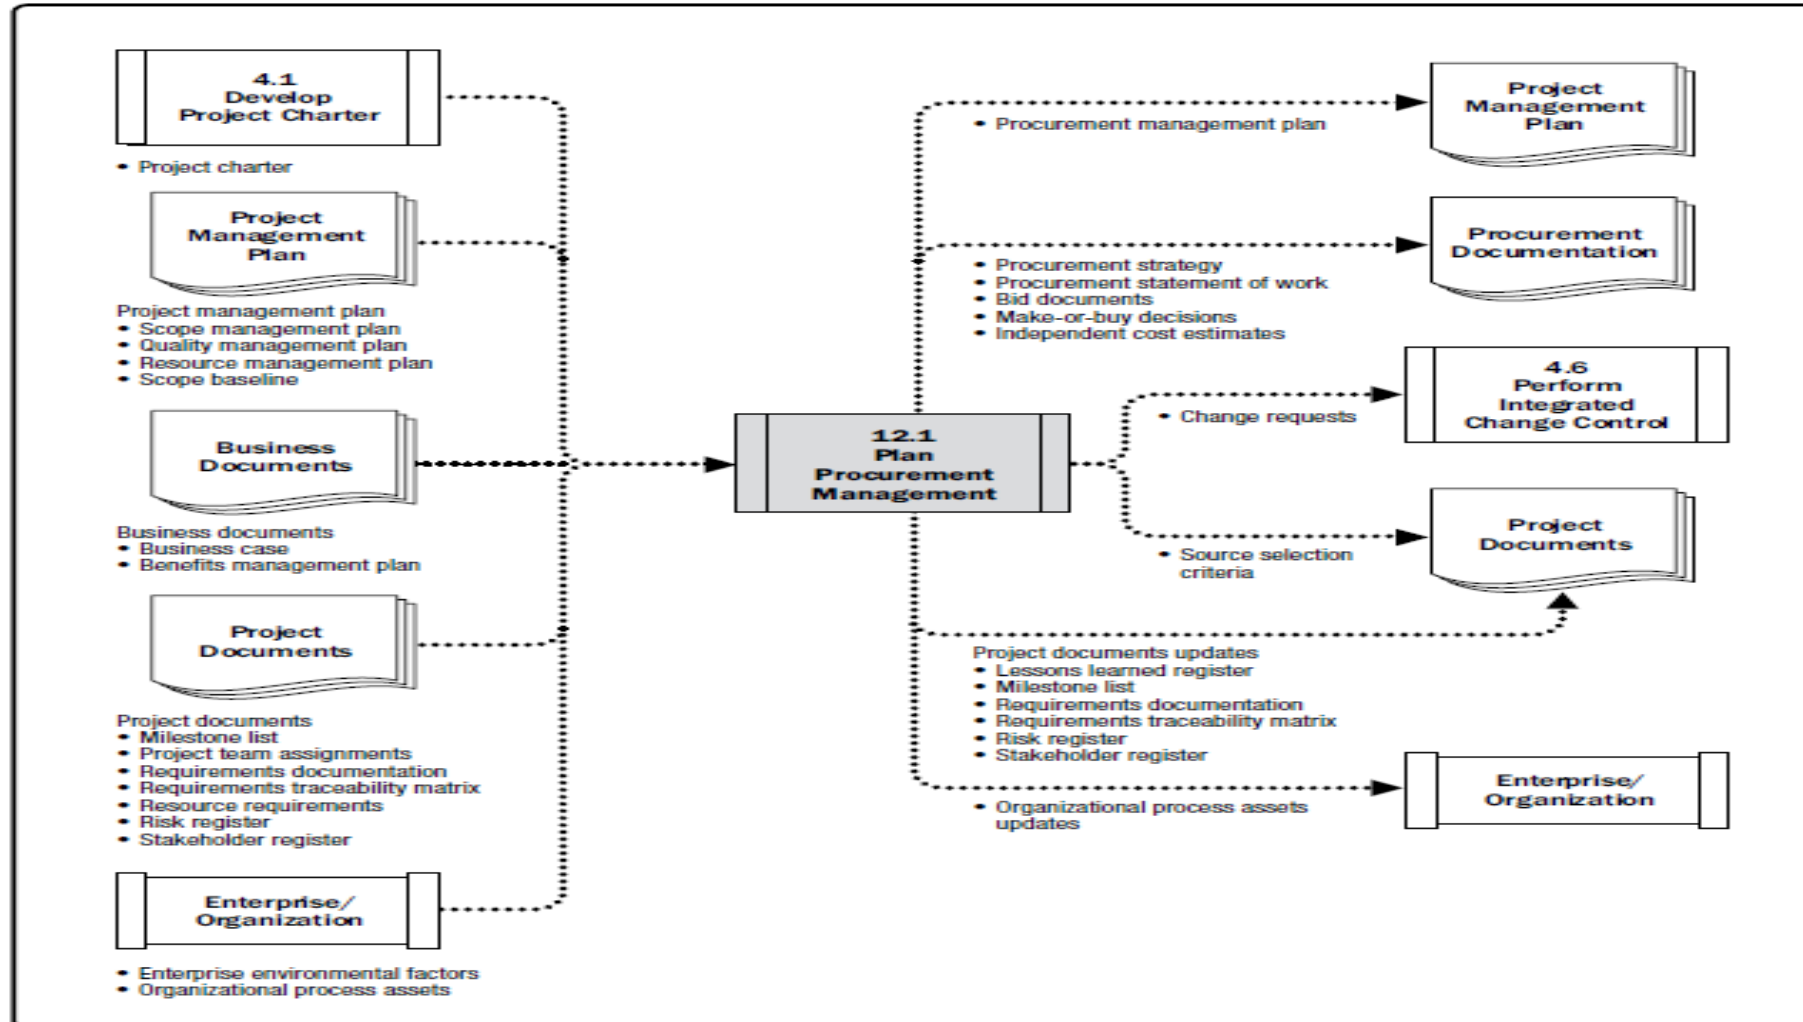 4.1
Develop
Project Charter
• Project charter
Project
Management
Plan
Project management plan
• Scope management plan
• Quality management plan
• Resource management plan
• Scope baseline
Business
Documents
Business documents
• Business case
• Benefits management plan
Project
Documents
Project documents
• Milestone list
• Project team assignments
• Requirements documentation
• Requirements traceability matrix
• Resource requirements
• Risk register
• Stakeholder register
Enterprise/
Organization
• Enterprise environmental factors
• Organizational process assets
12.1
Plan
Procurement
Management
• Procurement management plan
Project
Management
Plan
• Procurement strategy
• Procurement statement of work
• Bid documents
• Make-or-buy decisions
• Independent cost estimates
Procurement
Documentation
• Change requests
4.6
Perform
Integrated
Change Control
• Source selection
criteria
Project
Documents
Project documents updates
• Lessons learned register
• Milestone list
• Requirements documentation
• Requirements traceability matrix
• Risk register
• Stakeholder register
• Organizational process assets
updates
Enterprise/
Organization